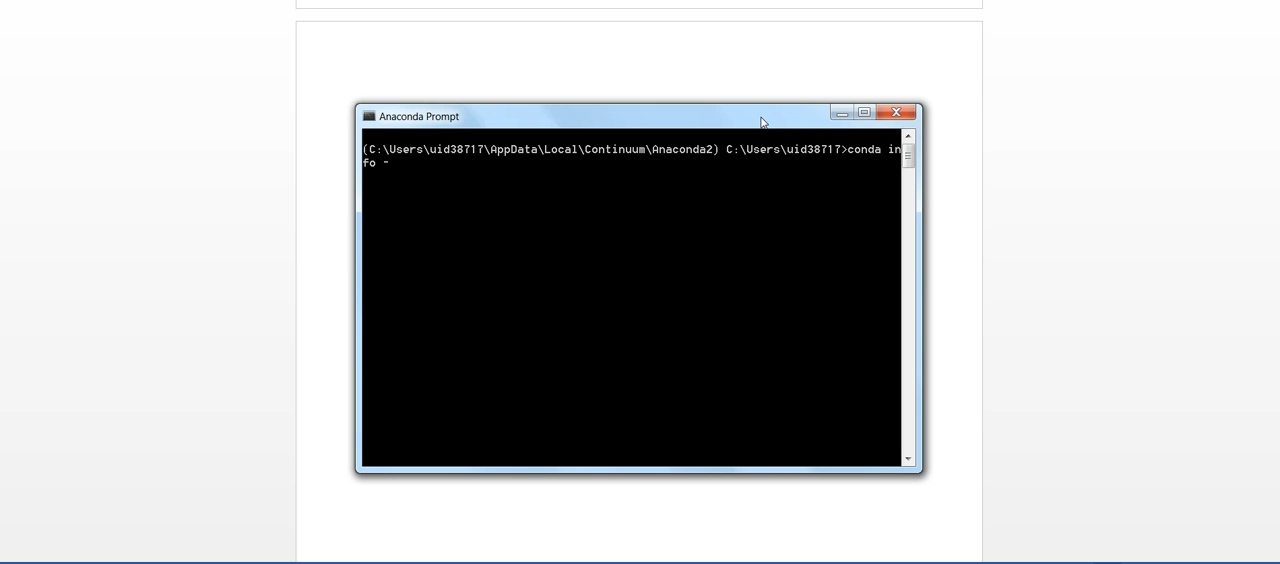 Anaconda Prompt
(C:\Users\uid38717\AppData\Local\Continuum\Anaconda2) C:\Users\uid38717>conda in
fo -